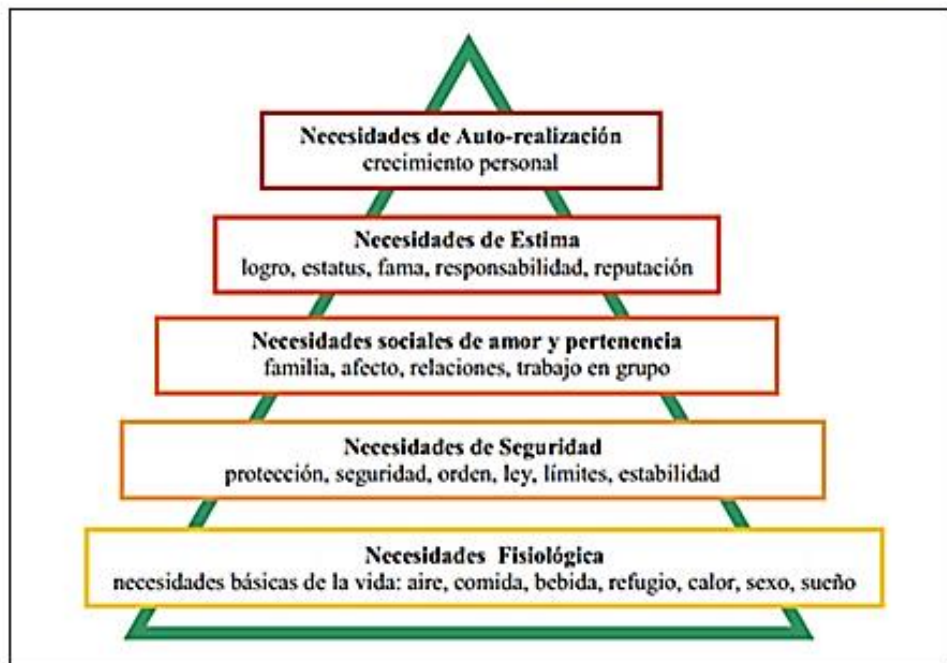 Necesidades de Auto-realización
crecimiento personal
Necesidades de Estima
logro, estatus, fama, responsabilidad, reputación
Necesidades sociales de amor y pertenencia
familia, afecto, relaciones, trabajo en grupo
Necesidades de Seguridad
protección, seguridad, orden, ley, límites, estabilidad
Necesidades Fisiológica
necesidades básicas de la vida: aire, comida, bebida, refugio, calor, sexo, sueño